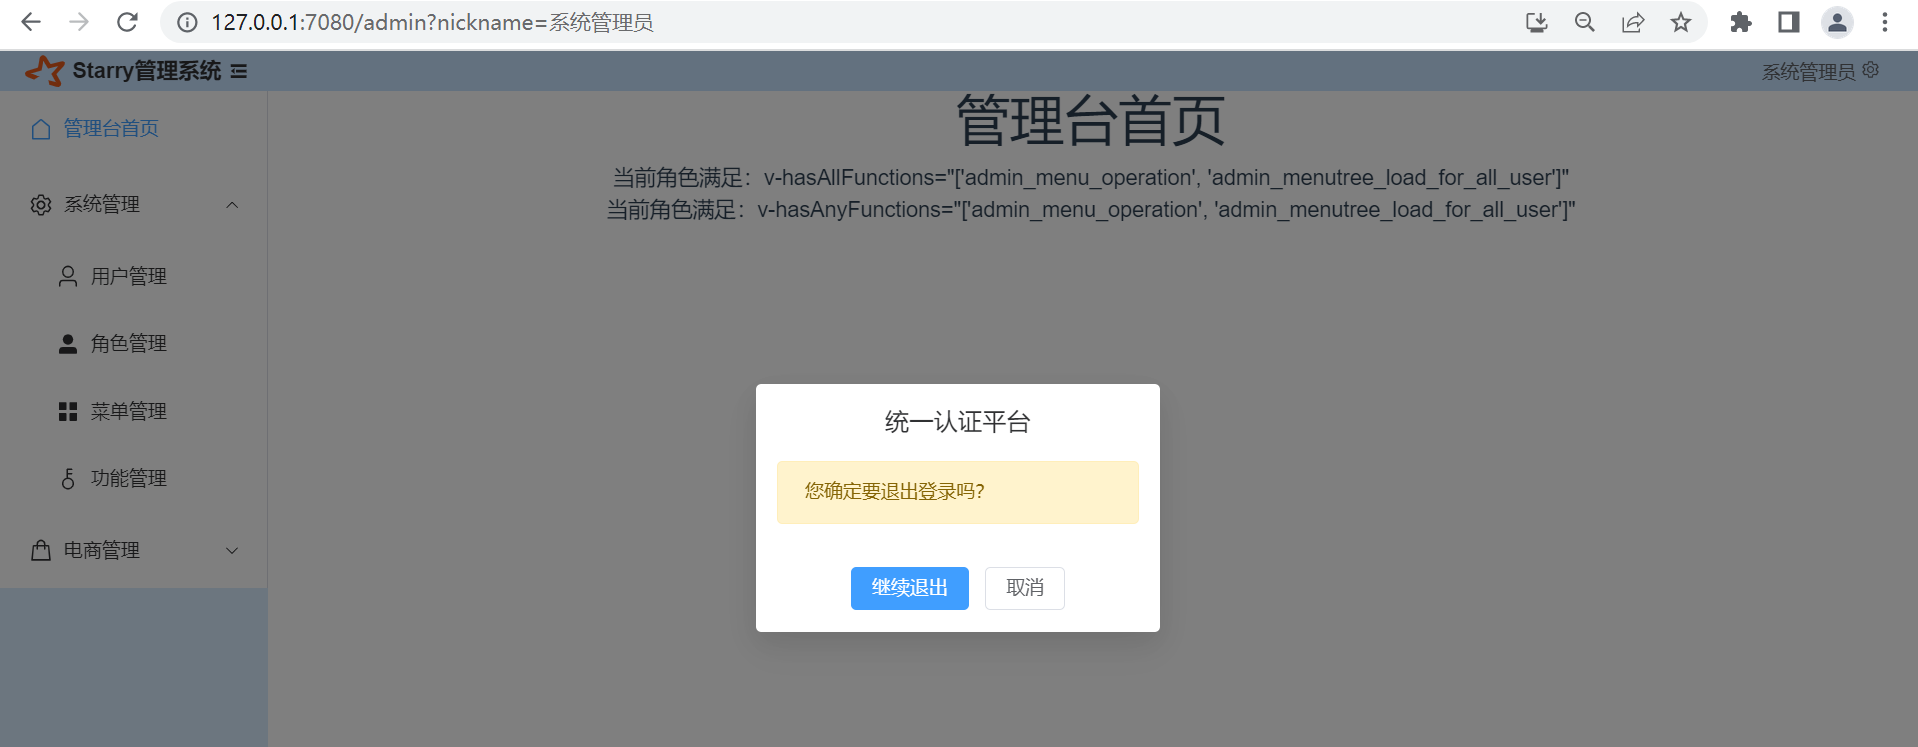 127.0.0.1:7080/admin?nickname=系统管理员
Starry管理系统
系统管理员
管理台首页
系统管理
用户管理
角色管理
菜单管理
功能管理
电商管理
管理台首页
当前角色满足：v-hasAllFunctions="['admin_menu_operation', 'admin_menutree_load_for_all_user']"
当前角色满足：v-hasAnyFunctions="['admin_menu_operation', 'admin_menutree_load_for_all_user']"
统一认证平台
您确定要退出登录吗?
继续退出
取消